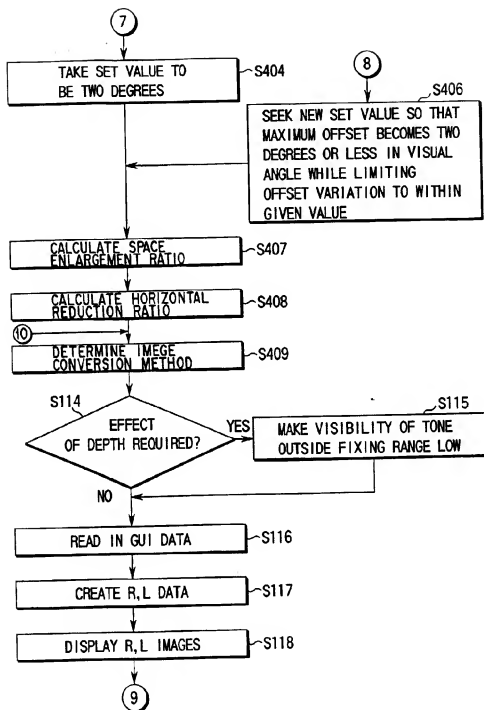 7
TAKE SET VALUE TO
BE TWO DEGREES
S404
8
S406
SEEK NEW SET VALUE SO THAT
MAXIMUM OFFSET BECOMES TWO
DEGREES OR LESS IN VISUAL
ANGLE WHILE LIMITING
OFFSET VARIATION TO WITHIN
GIVEN VALUE
CALCULATE SPACE
ENLARGEMENT RATIO
S407
CALCULATE HORIZONTAL
REDUCTION RATIO
S408
10
DETERMINE IMEGE
CONVERSION METHOD
S409
S114
EFFECT
OF DEPTH REQUIRED?
YES
S115
MAKE VISIBILITY OF TONE
OUTSIDE FIXING RANGE LOW
NO
READ IN GUI DATA
S116
CREATE R,L DATA
S117
DISPLAY R,L IMAGES
S118
9